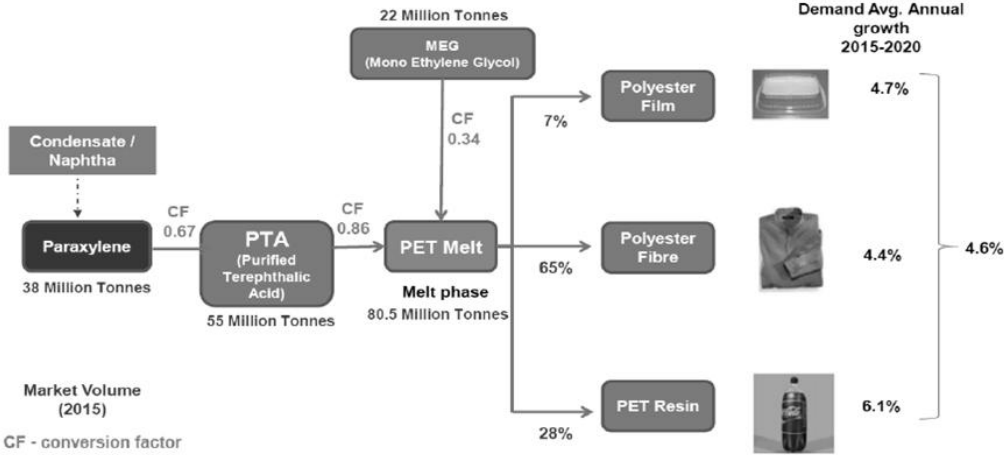 Demand Avg. Annual
growth
2015-2020
22 Million Tonnes
MEG
(Mono Ethylene Glycol)
CF
0.34
Condensate /
Naphtha
Paraxylene
38 Million Tonnes
CF
0.67
PTA
(Purified
Terephthalic
Acid)
55 Million Tonnes
CF
0.86
PET Melt
Melt phase
80.5 Million Tonnes
7%
Polyester
Film
4.7%
65%
Polyester
Fibre
4.4%
28%
PET Resin
Coca-Cola
6.1%
4.6%
Market Volume
(2015)
CF - conversion factor